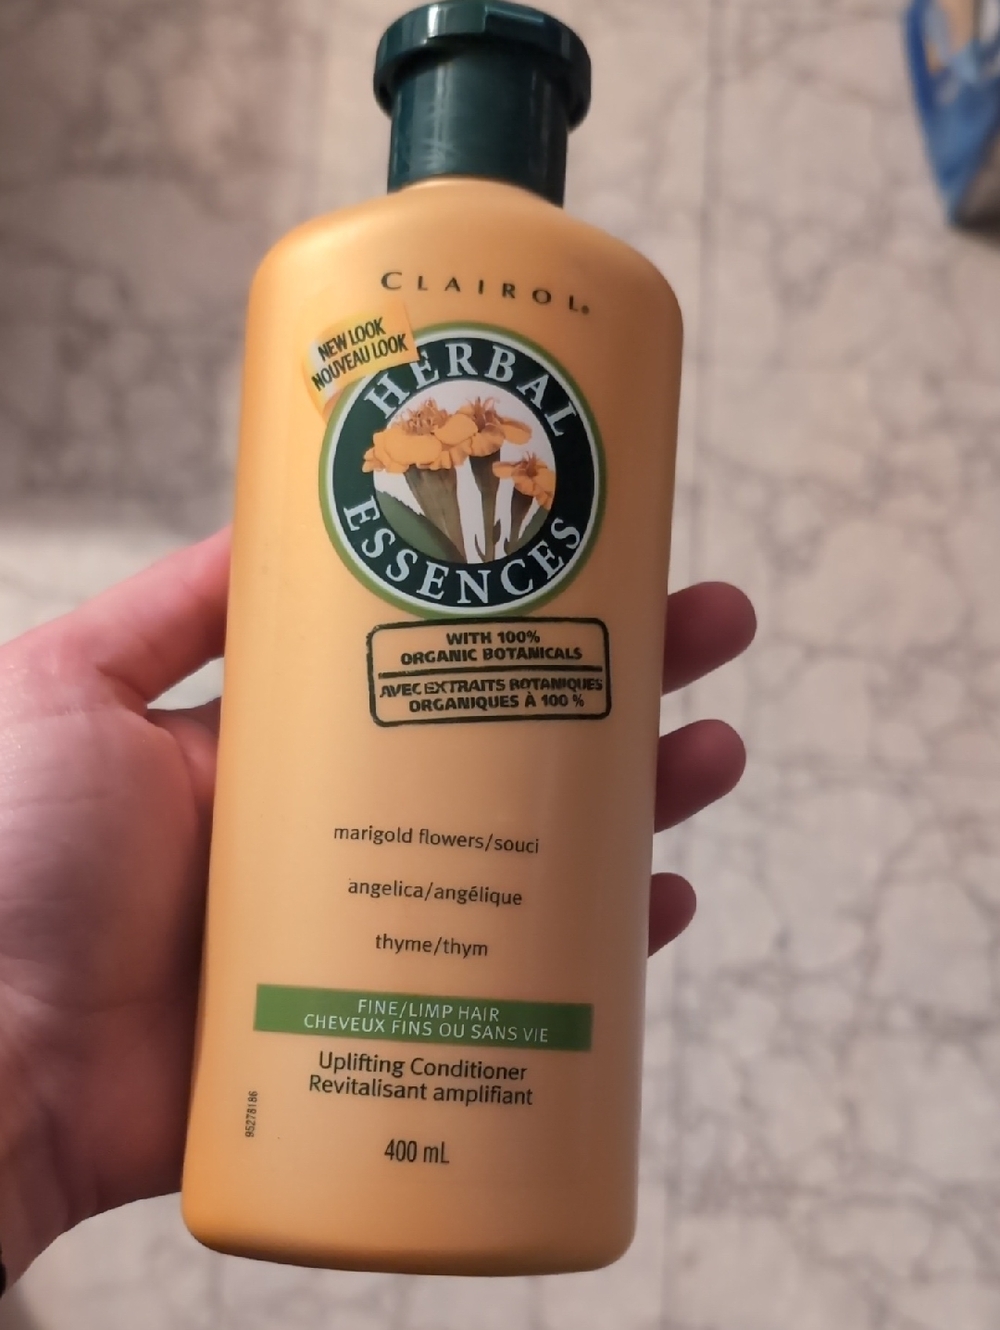 CLAIROL®
NEW LOOK
NOUVEAU LOOK
HERBAL
ESSENCES
WITH 100%
ORGANIC BOTANICALS
AVEC EXTRAITS BOTANIQUES
ORGANIQUES À 100 %
marigold flowers/souci
angelica/angélique
thyme/thym
FINE/LIMP HAIR
CHEVEUX FINS OU SANS VIE
Uplifting Conditioner
Revitalisant amplifiant
95278186
400 mL